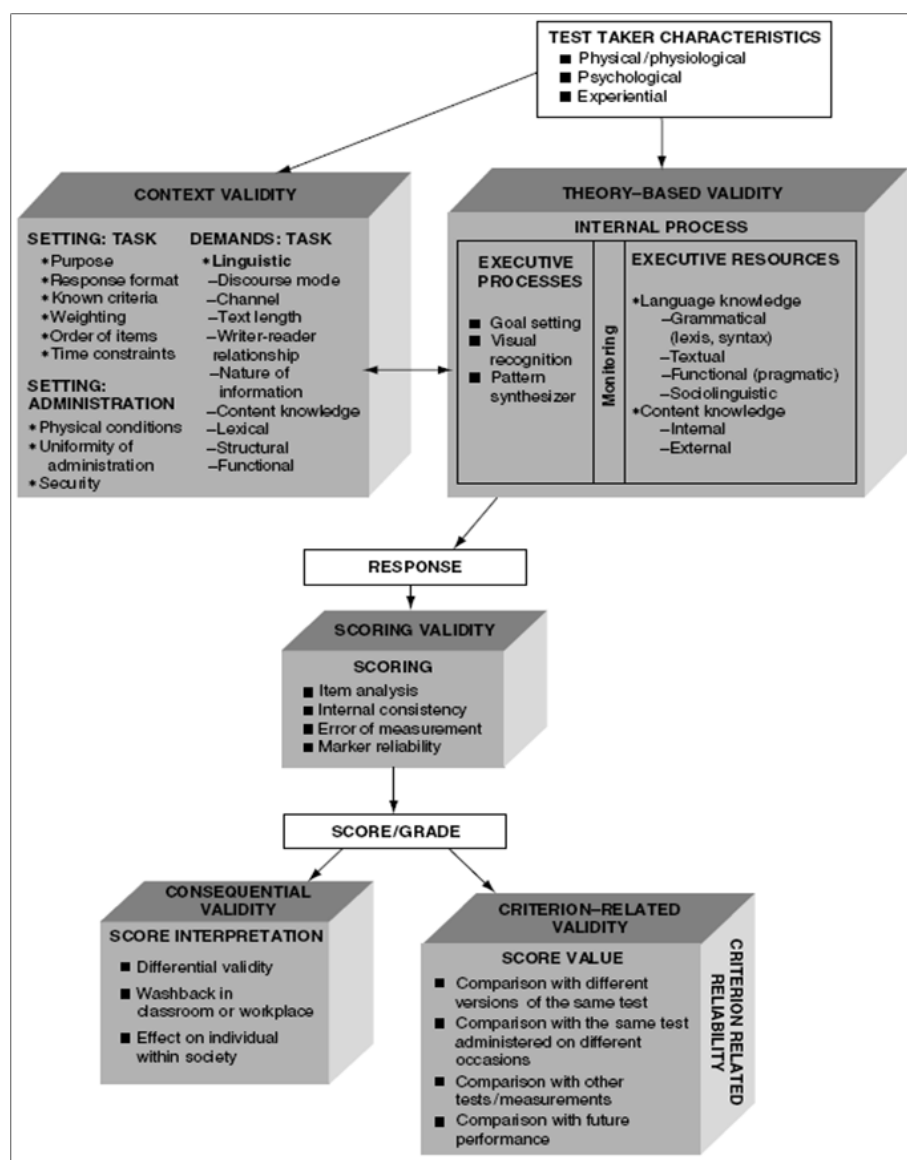 TEST TAKER CHARACTERISTICS
■ Physical/physiological
■ Psychological
■ Experiential
CONTEXT VALIDITY
SETTING: TASK
*Purpose
*Response format
*Known criteria
*Weighting
*Order of items
*Time constraints
SETTING:
ADMINISTRATION
*Physical conditions
*Uniformity of
administration
*Security
DEMANDS: TASK
*Linguistic
–Discourse mode
–Channel
–Text length
–Writer-reader
relationship
–Nature of
information
–Content knowledge
–Lexical
–Structural
–Functional
THEORY–BASED VALIDITY
INTERNAL PROCESS
EXECUTIVE
PROCESSES
■ Goal setting
■ Visual
recognition
■ Pattern
synthesizer
Monitoring
EXECUTIVE RESOURCES
*Language knowledge
–Grammatical
(lexis, syntax)
–Textual
–Functional (pragmatic)
–Sociolinguistic
*Content knowledge
–Internal
–External
RESPONSE
SCORING VALIDITY
SCORING
■ Item analysis
■ Internal consistency
■ Error of measurement
■ Marker reliability
SCORE/GRADE
CONSEQUENTIAL
VALIDITY
SCORE INTERPRETATION
■ Differential validity
■ Washback in
classroom or workplace
■ Effect on individual
within society
CRITERION–RELATED
VALIDITY
SCORE VALUE
■ Comparison with different
versions of the same test
■ Comparison with the same test
administered on different
occasions
■ Comparison with other
tests/measurements
■ Comparison with future
performance
CRITERION RELATED
RELIABILITY